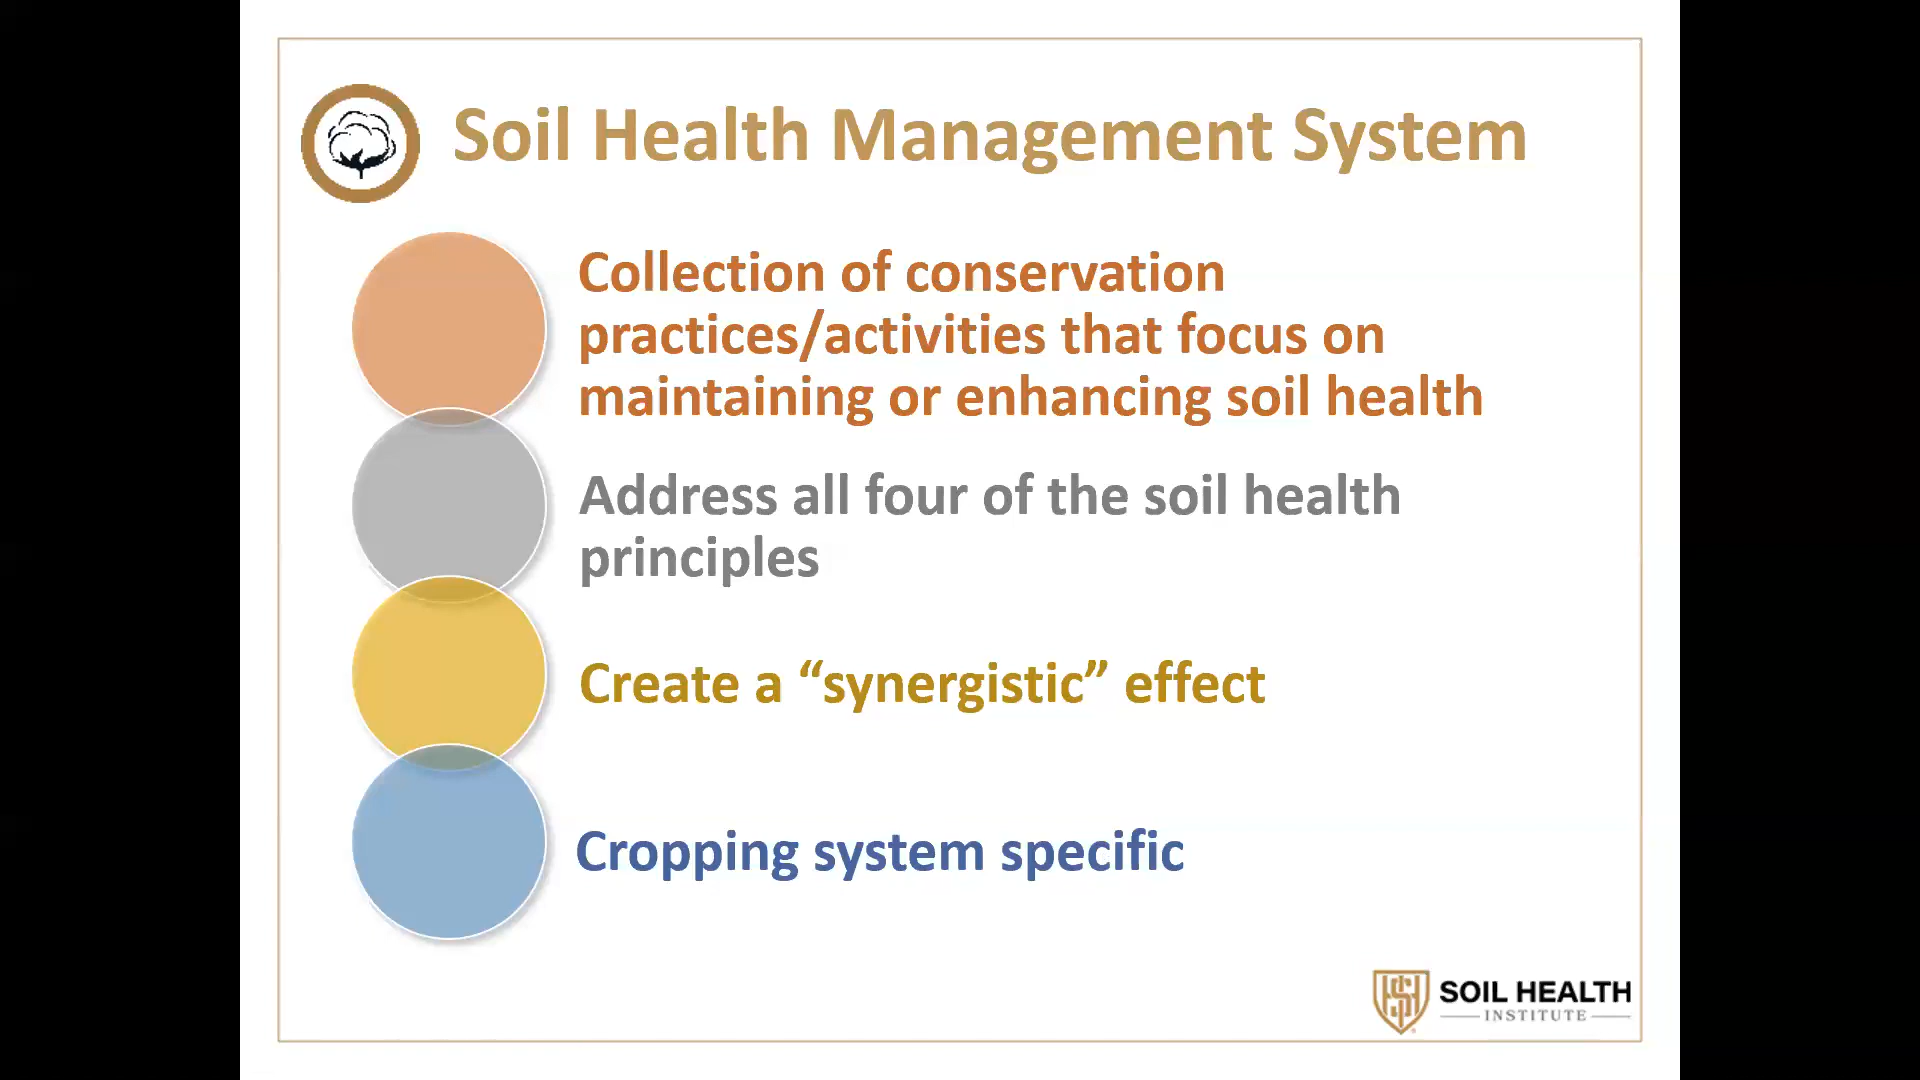 Soil Health Management System
Collection of conservation
practices/activities that focus on
maintaining or enhancing soil health
Address all four of the soil health
principles
Create a “synergistic” effect
Cropping system specific
SOIL HEALTH
INSTITUTE